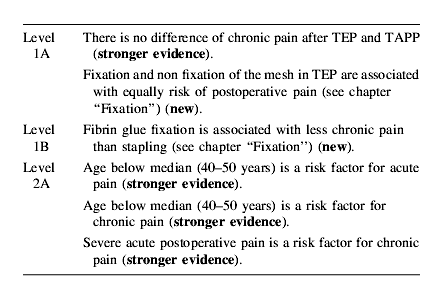 Level 1A There is no difference of chronic pain after TEP and TAPP
(stronger evidence).
Fixation and non fixation of the mesh in TEP are associated
with equally risk of postoperative pain (see chapter
“Fixation”) (new).
Level 1B Fibrin glue fixation is associated with less chronic pain
than stapling (see chapter “Fixation”) (new).
Level 2A Age below median (40–50 years) is a risk factor for acute
pain (stronger evidence).
Age below median (40–50 years) is a risk factor for
chronic pain (stronger evidence).
Severe acute postoperative pain is a risk factor for chronic
pain (stronger evidence).